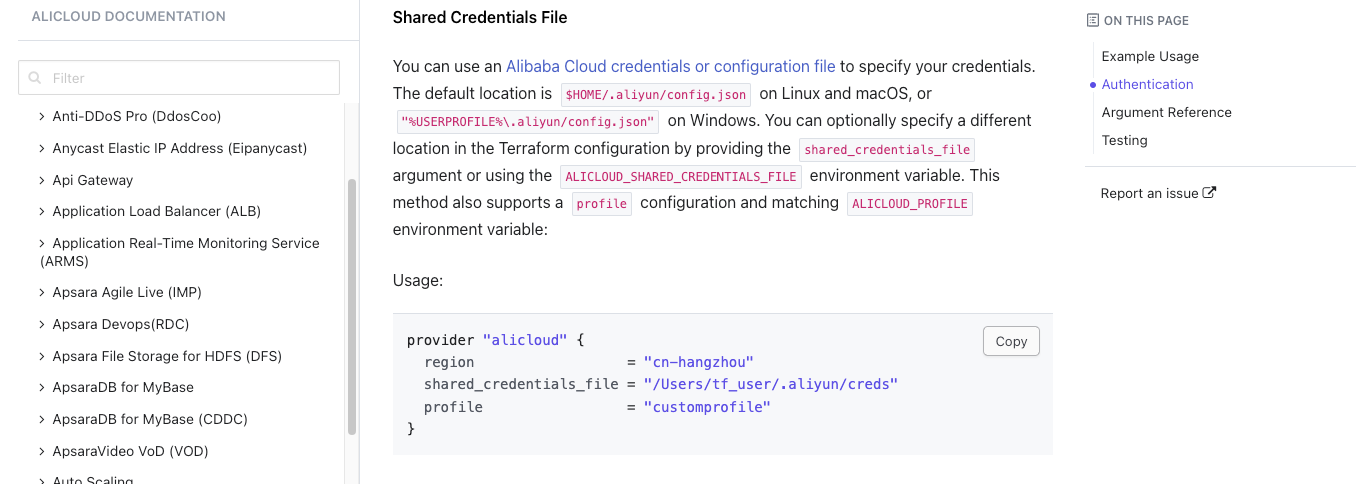 ALICLOUD DOCUMENTATION
Filter
Anti-DDoS Pro (DdosCoo)
Anycast Elastic IP Address (Eipanycast)
Api Gateway
Application Load Balancer (ALB)
Application Real-Time Monitoring Service
(ARMS)
Apsara Agile Live (IMP)
Apsara Devops(RDC)
Apsara File Storage for HDFS (DFS)
ApsaraDB for MyBase
ApsaraDB for MyBase (CDDC)
ApsaraVideo VoD (VOD)
Auto Scaling
Shared Credentials File
You can use an Alibaba Cloud credentials or configuration file to specify your credentials.
The default location is $HOME/.aliyun/config.json on Linux and macOS, or
"%USERPROFILE%\.aliyun/config.json" on Windows. You can optionally specify a different
location in the Terraform configuration by providing the shared_credentials_file
argument or using the ALICLOUD_SHARED_CREDENTIALS_FILE environment variable. This
method also supports a profile configuration and matching ALICLOUD_PROFILE
environment variable:
Usage:
provider "alicloud" {
  region                  = "cn-hangzhou"
  shared_credentials_file = "/Users/tf_user/.aliyun/creds"
  profile                 = "customprofile"
}
Copy
ON THIS PAGE
Example Usage
Authentication
Argument Reference
Testing
Report an issue